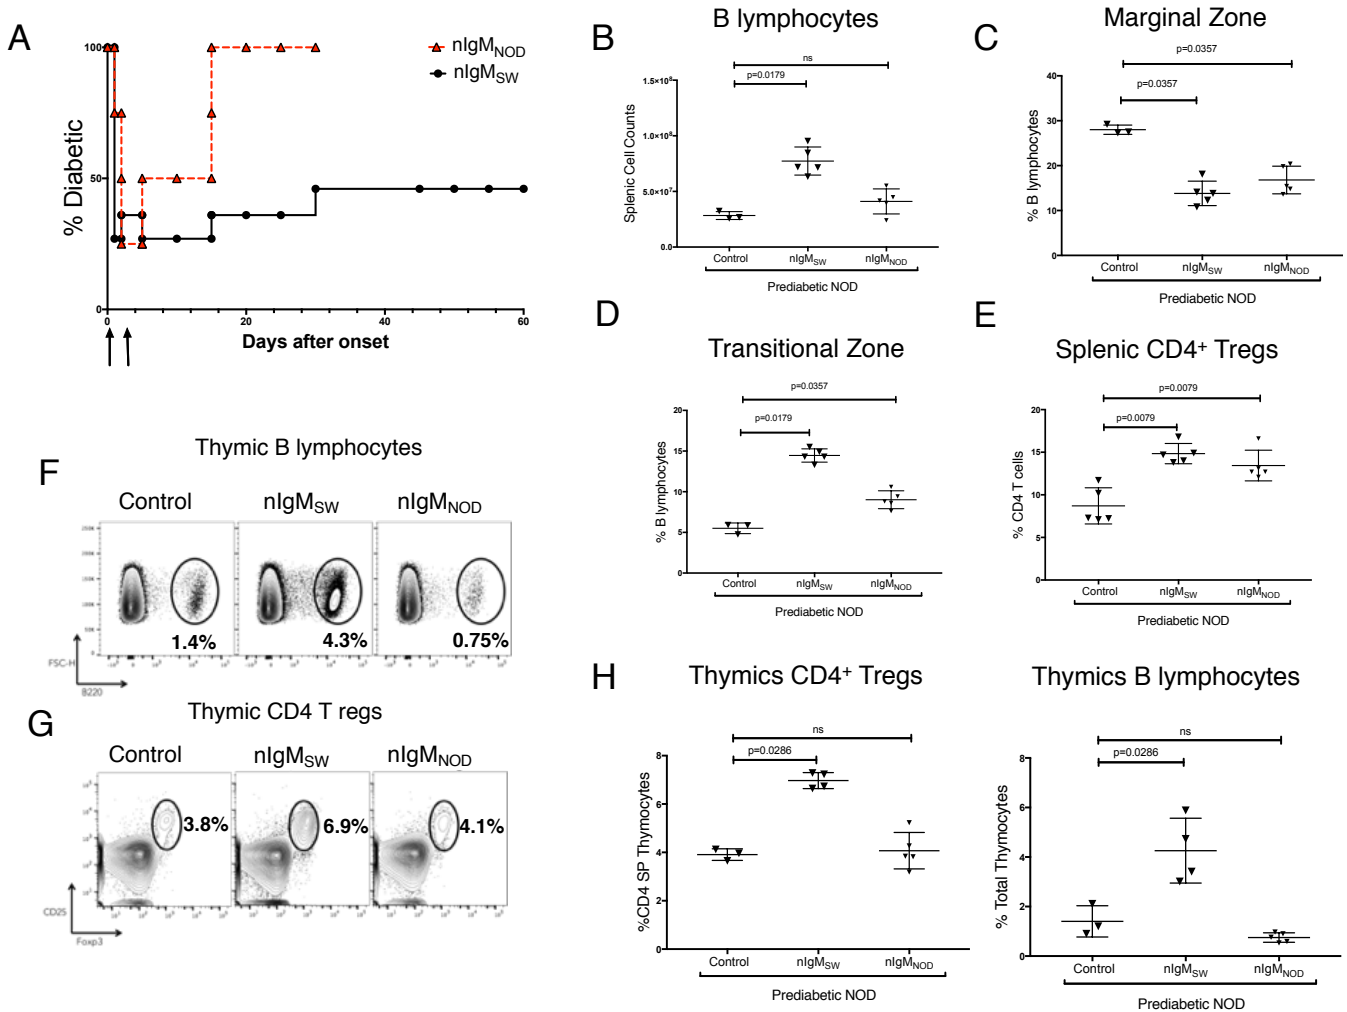 A
% Diabetic
100
50
0
0
20
40
60
Days after onset
nIgMNOD
nIgMSW
B
B lymphocytes
ns
p=0.0179
Splenic Cell Counts
1.5×10⁸
1.0×10⁸
5.0×10⁷
0.0
Control
nIgMSW
nIgMNOD
Prediabetic NOD
C
Marginal Zone
p=0.0357
p=0.0357
% B lymphocytes
40
30
20
10
0
Control
nIgMSW
nIgMNOD
Prediabetic NOD
D
Transitional Zone
p=0.0357
p=0.0179
% B lymphocytes
20
15
10
5
0
Control
nIgMSW
nIgMNOD
Prediabetic NOD
E
Splenic CD4+ Tregs
p=0.0079
p=0.0079
% CD4 T cells
20
15
10
5
0
Control
nIgMSW
nIgMNOD
Prediabetic NOD
F
Thymic B lymphocytes
Control
nIgMSW
nIgMNOD
1.4%
4.3%
0.75%
FSC-H
B220
G
Thymic CD4 T regs
Control
nIgMSW
nIgMNOD
3.8%
6.9%
4.1%
CD25
Foxp3
H
Thymics CD4+ Tregs
ns
p=0.0286
%CD4 SP Thymocytes
8
6
4
2
0
Control
nIgMSW
nIgMNOD
Prediabetic NOD
Thymics B lymphocytes
ns
p=0.0286
% Total Thymocytes
8
6
4
2
0
Control
nIgMSW
nIgMNOD
Prediabetic NOD